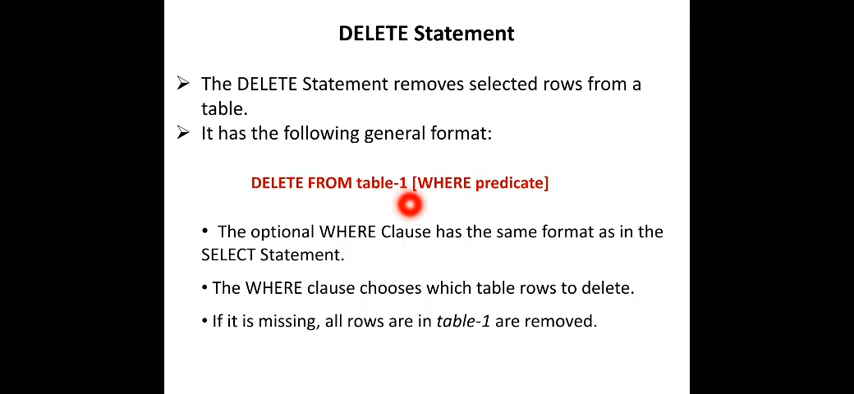 DELETE Statement
➢ The DELETE Statement removes selected rows from a
table.
➢ It has the following general format:
DELETE FROM table-1 [WHERE predicate]
• The optional WHERE Clause has the same format as in the
SELECT Statement.
• The WHERE clause chooses which table rows to delete.
• If it is missing, all rows are in table-1 are removed.